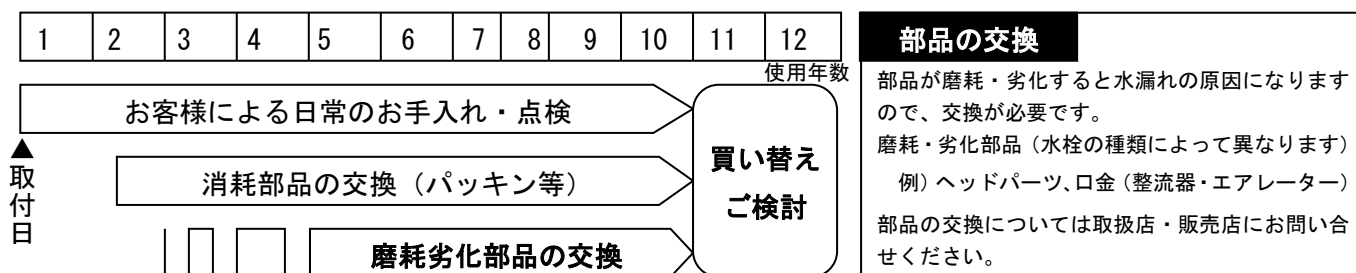 1 2 3 4 5 6 7 8 9 10 11 12
使用年数
お客様による日常のお手入れ・点検
消耗部品の交換（パッキン等）
磨耗劣化部品の交換
買い替え
ご検討
▲
取付日
部品の交換
部品が磨耗・劣化すると水漏れの原因になります
ので、交換が必要です。
磨耗・劣化部品（水栓の種類によって異なります）
例）ヘッドパーツ、口金（整流器・エアレーター）
部品の交換については取扱店・販売店にお問い合
せください。